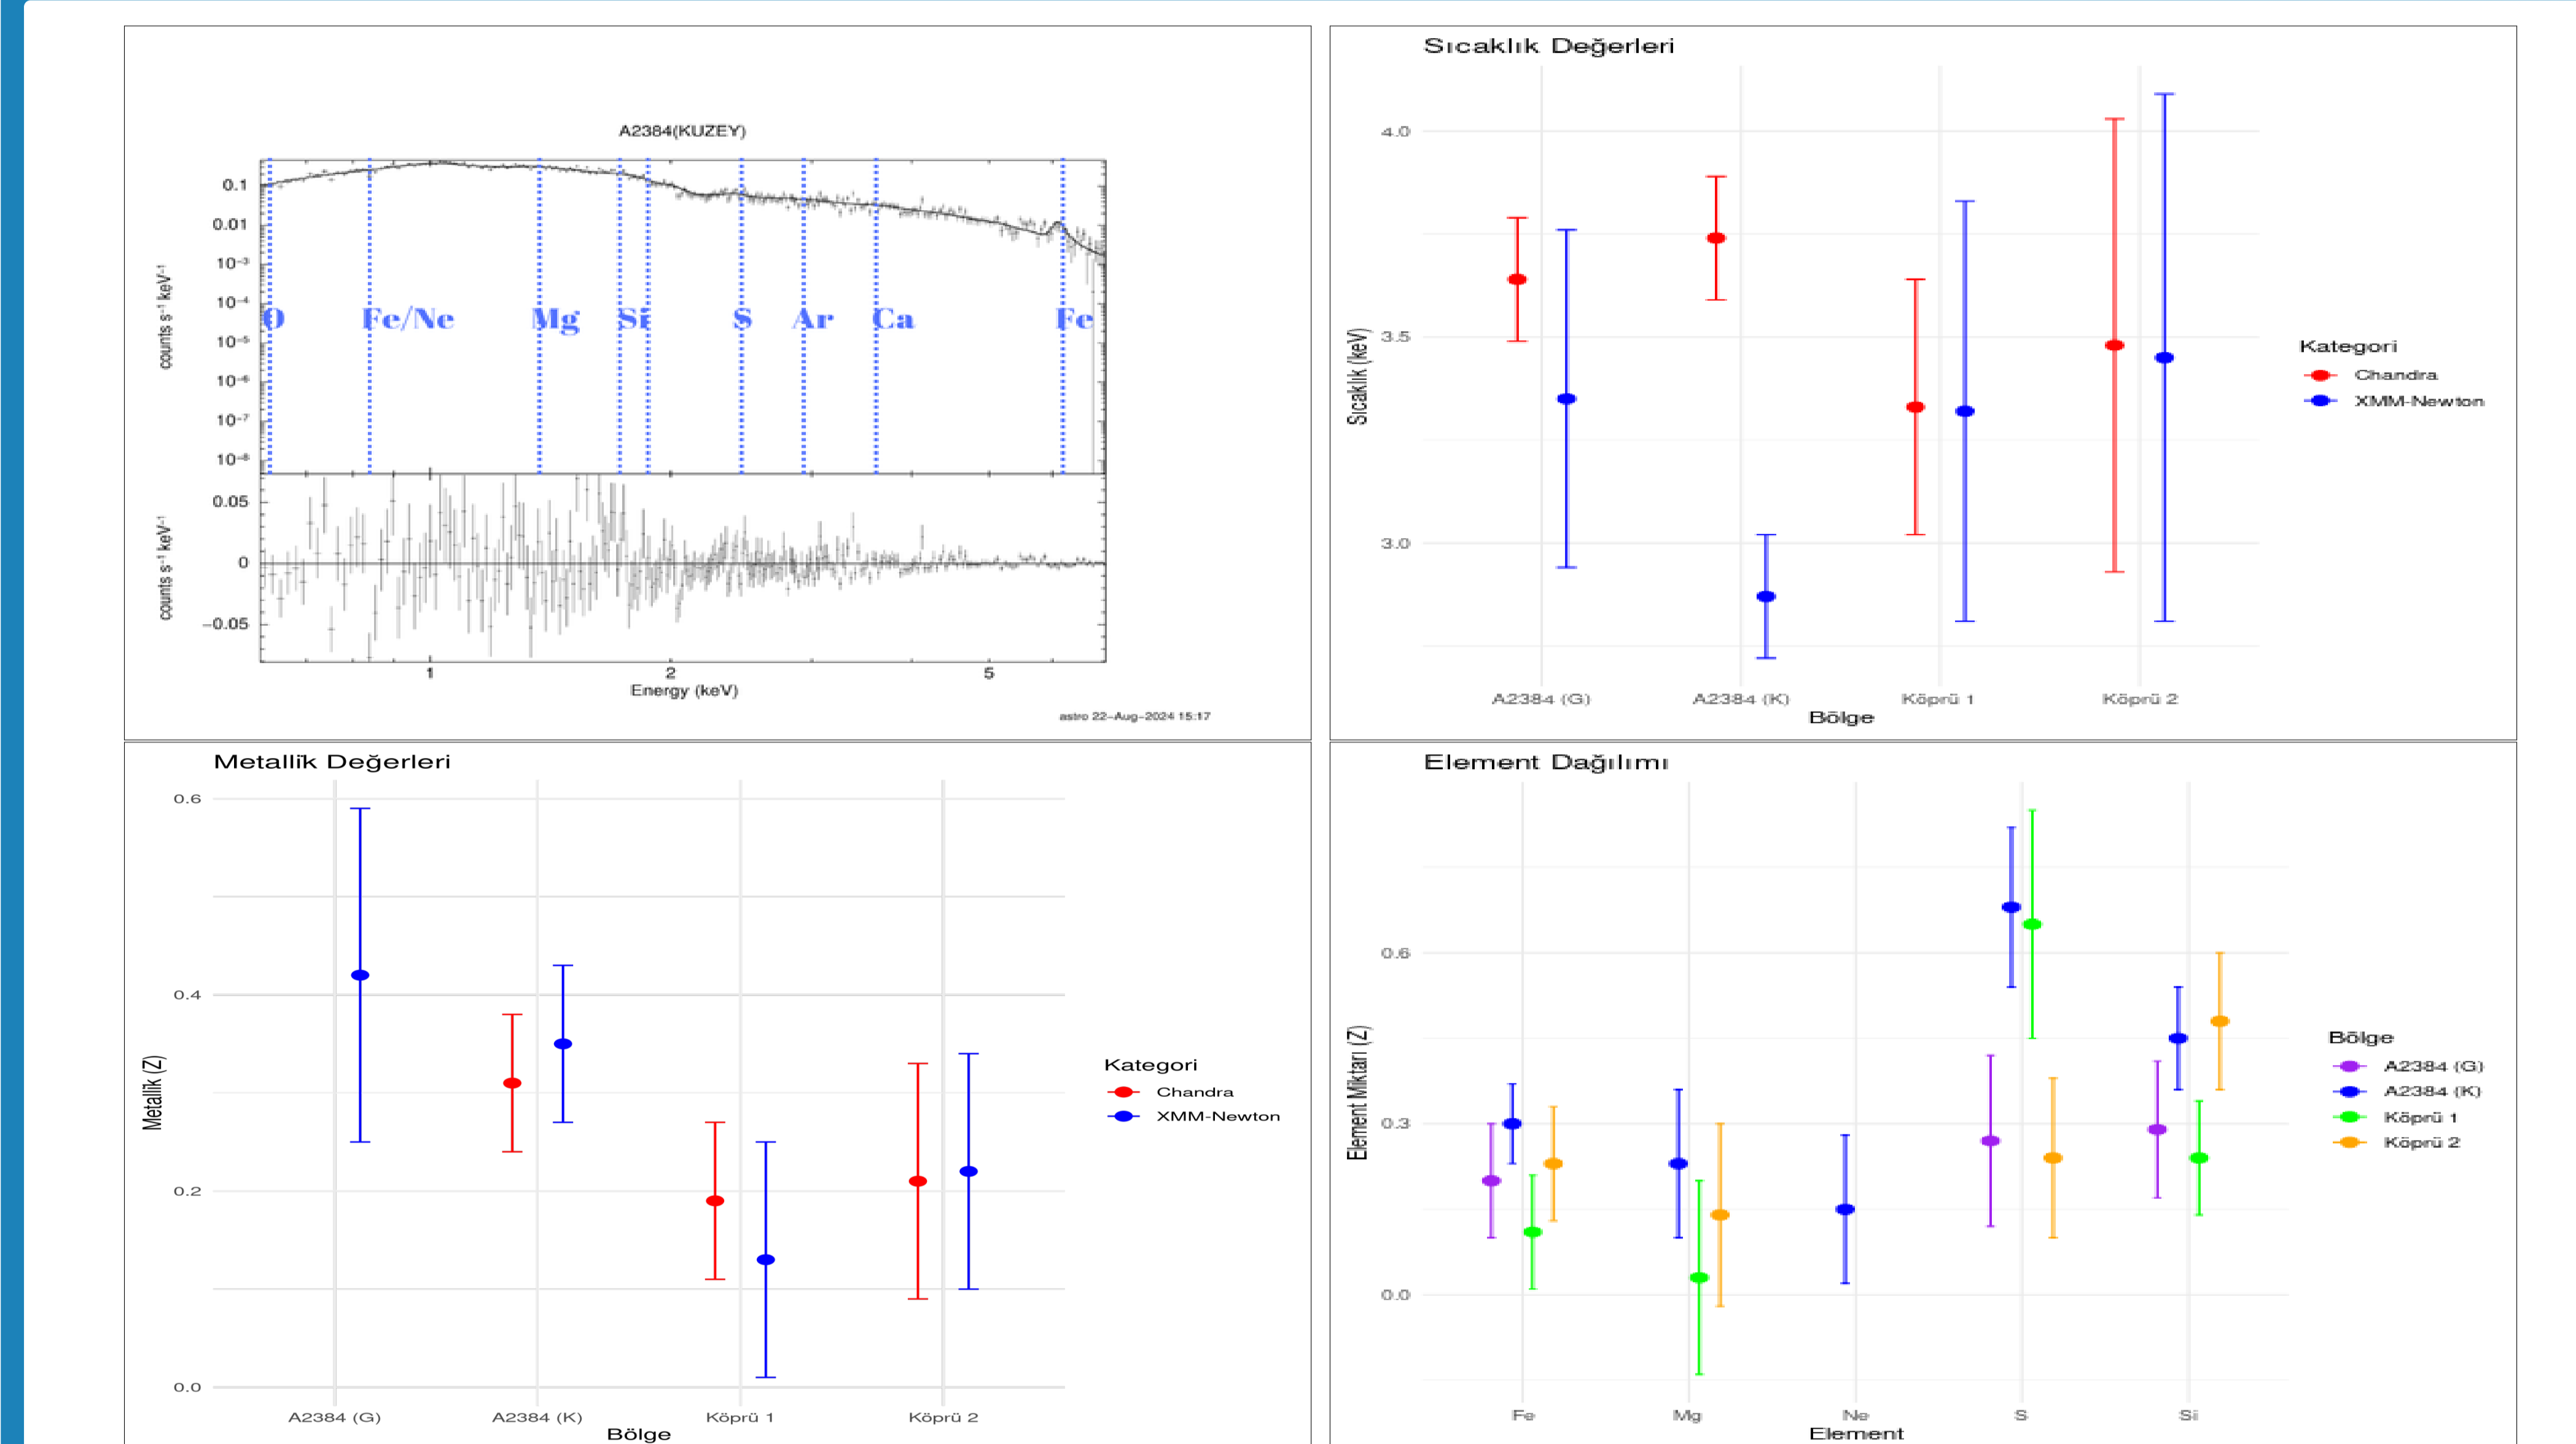 A2384(KUZEY)
0.1
0.01
10⁻³
10⁻⁴
10⁻⁵
10⁻⁶
10⁻⁷
10⁻⁸
counts s⁻¹ keV⁻¹
O Fe/Ne Mg Si S Ar Ca Fe
0.05
0
−0.05
counts s⁻¹ keV⁻¹
1 2 5
Energy (keV)
astro 22-Aug-2024 15:17
Sıcaklık Değerleri
4.0
3.5
3.0
Sıcaklık (keV)
A2384 (G) A2384 (K) Köprü 1 Köprü 2
Bölge
Kategori
Chandra
XMM-Newton
Metallik Değerleri
0.6
0.4
0.2
0.0
Metallik (Z)
A2384 (G) A2384 (K) Köprü 1 Köprü 2
Bölge
Kategori
Chandra
XMM-Newton
Element Dağılımı
0.6
0.3
0.0
Element Miktarı (Z)
Fe Mg Ne S Si
Element
Bölge
A2384 (G)
A2384 (K)
Köprü 1
Köprü 2